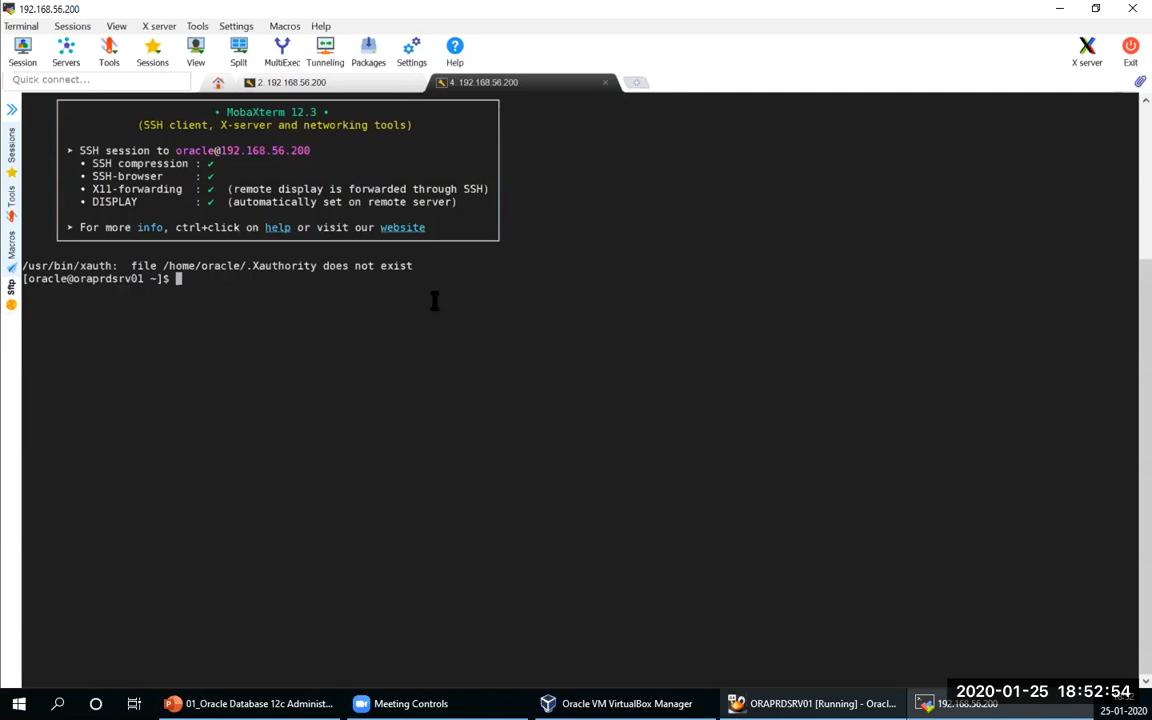 192.168.56.200
Terminal Sessions View X server Tools Settings Macros Help
Session Servers Tools Sessions View Split MultiExec Tunneling Packages Settings Help X server Exit
Quick connect...
2. 192.168.56.200
4. 192.168.56.200
Sessions
Tools
Macros
Sftp
• MobaXterm 12.3 •
(SSH client, X-server and networking tools)
➤ SSH session to oracle@192.168.56.200
• SSH compression : ✔
• SSH-browser : ✔
• X11-forwarding : ✔ (remote display is forwarded through SSH)
• DISPLAY : ✔ (automatically set on remote server)
➤ For more info, ctrl+click on help or visit our website
/usr/bin/xauth: file /home/oracle/.Xauthority does not exist
[oracle@oraprdsrv01 ~]$
01_Oracle Database 12c Administ...
Meeting Controls
Oracle VM VirtualBox Manager
ORAPRDSRV01 [Running] - Orac...
192.168.56.200
2020-01-25 18:52:54
25-01-2020